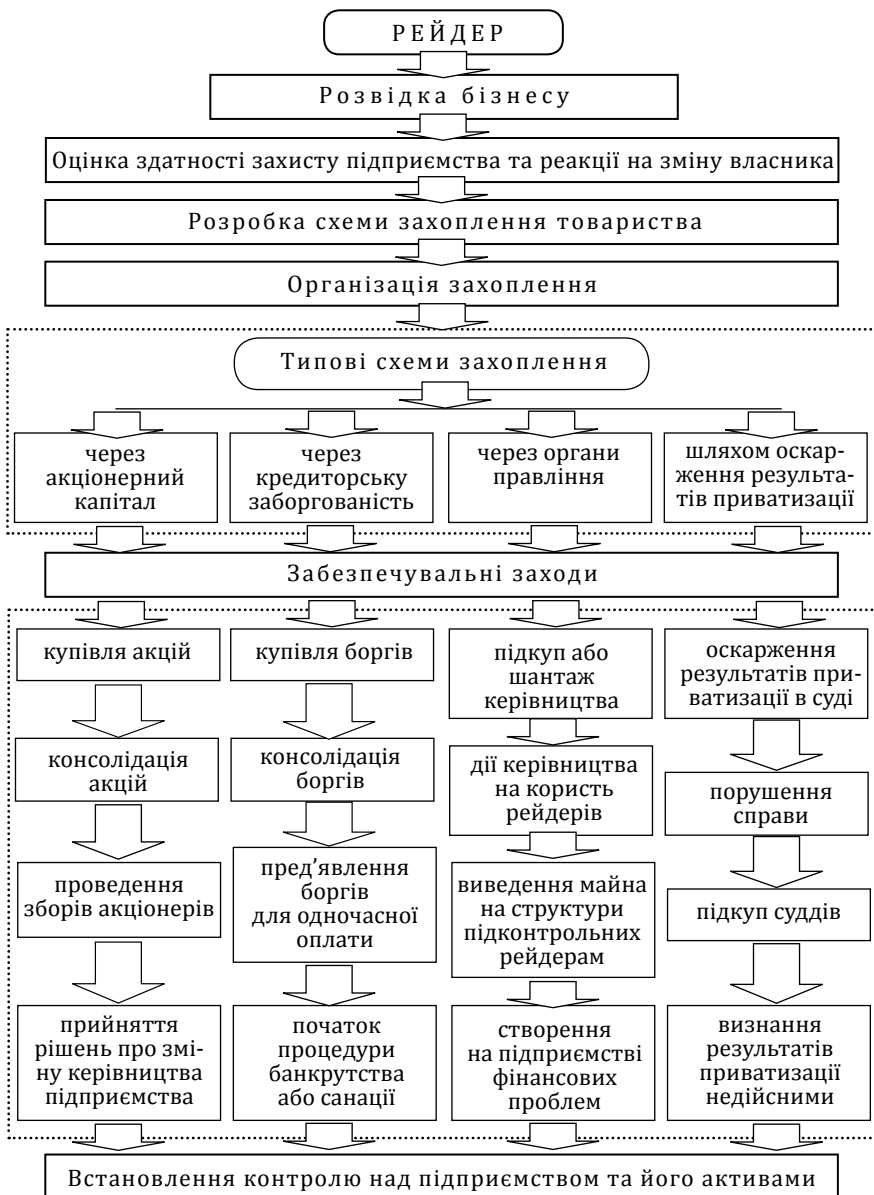 РЕЙДЕР
Розвідка бізнесу
Оцінка здатності захисту підприємства та реакції на зміну власника
Розробка схеми захоплення товариства
Організація захоплення
Типові схеми захоплення
через
акціонерний
капітал
через
кредиторську
заборгованість
через органи
правління
шляхом оскар-
ження результа-
тів приватизації
Забезпечувальні заходи
купівля акцій
консолідація
акцій
проведення
зборів акціонерів
прийняття
рішень про змі-
ну керівництва
підприємства
купівля боргів
консолідація
боргів
пред’явлення
боргів
для одночасної
оплати
початок
процедури
банкрутства
або санації
підкуп або
шантаж
керівництва
дії керівництва
на користь
рейдерів
виведення майна
на структури
підконтрольних
рейдерам
створення
на підприємстві
фінансових
проблем
оскарження
результатів при-
ватизації в суді
порушення
справи
підкуп суддів
визнання
результатів
приватизації
недійсними
Встановлення контролю над підприємством та його активами